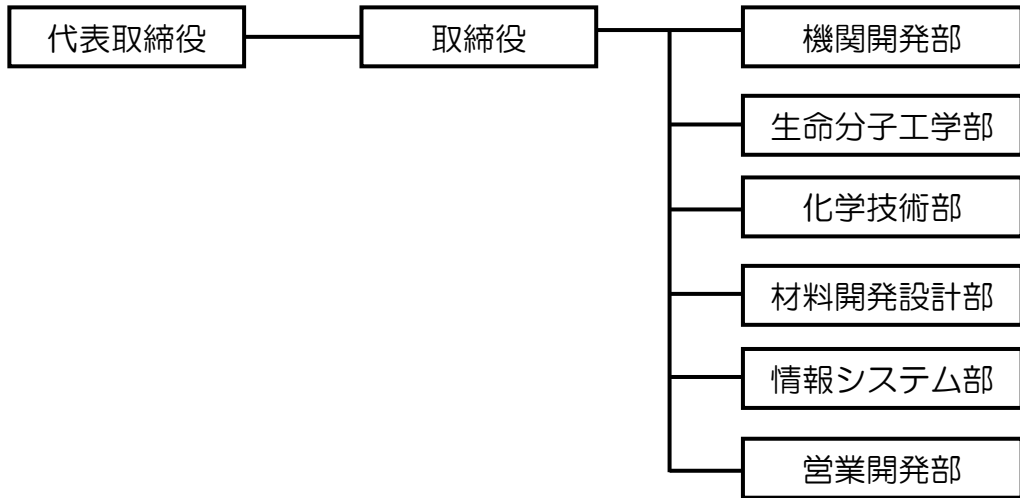 代表取締役
取締役
機関開発部
生命分子工学部
化学技術部
材料開発設計部
情報システム部
営業開発部